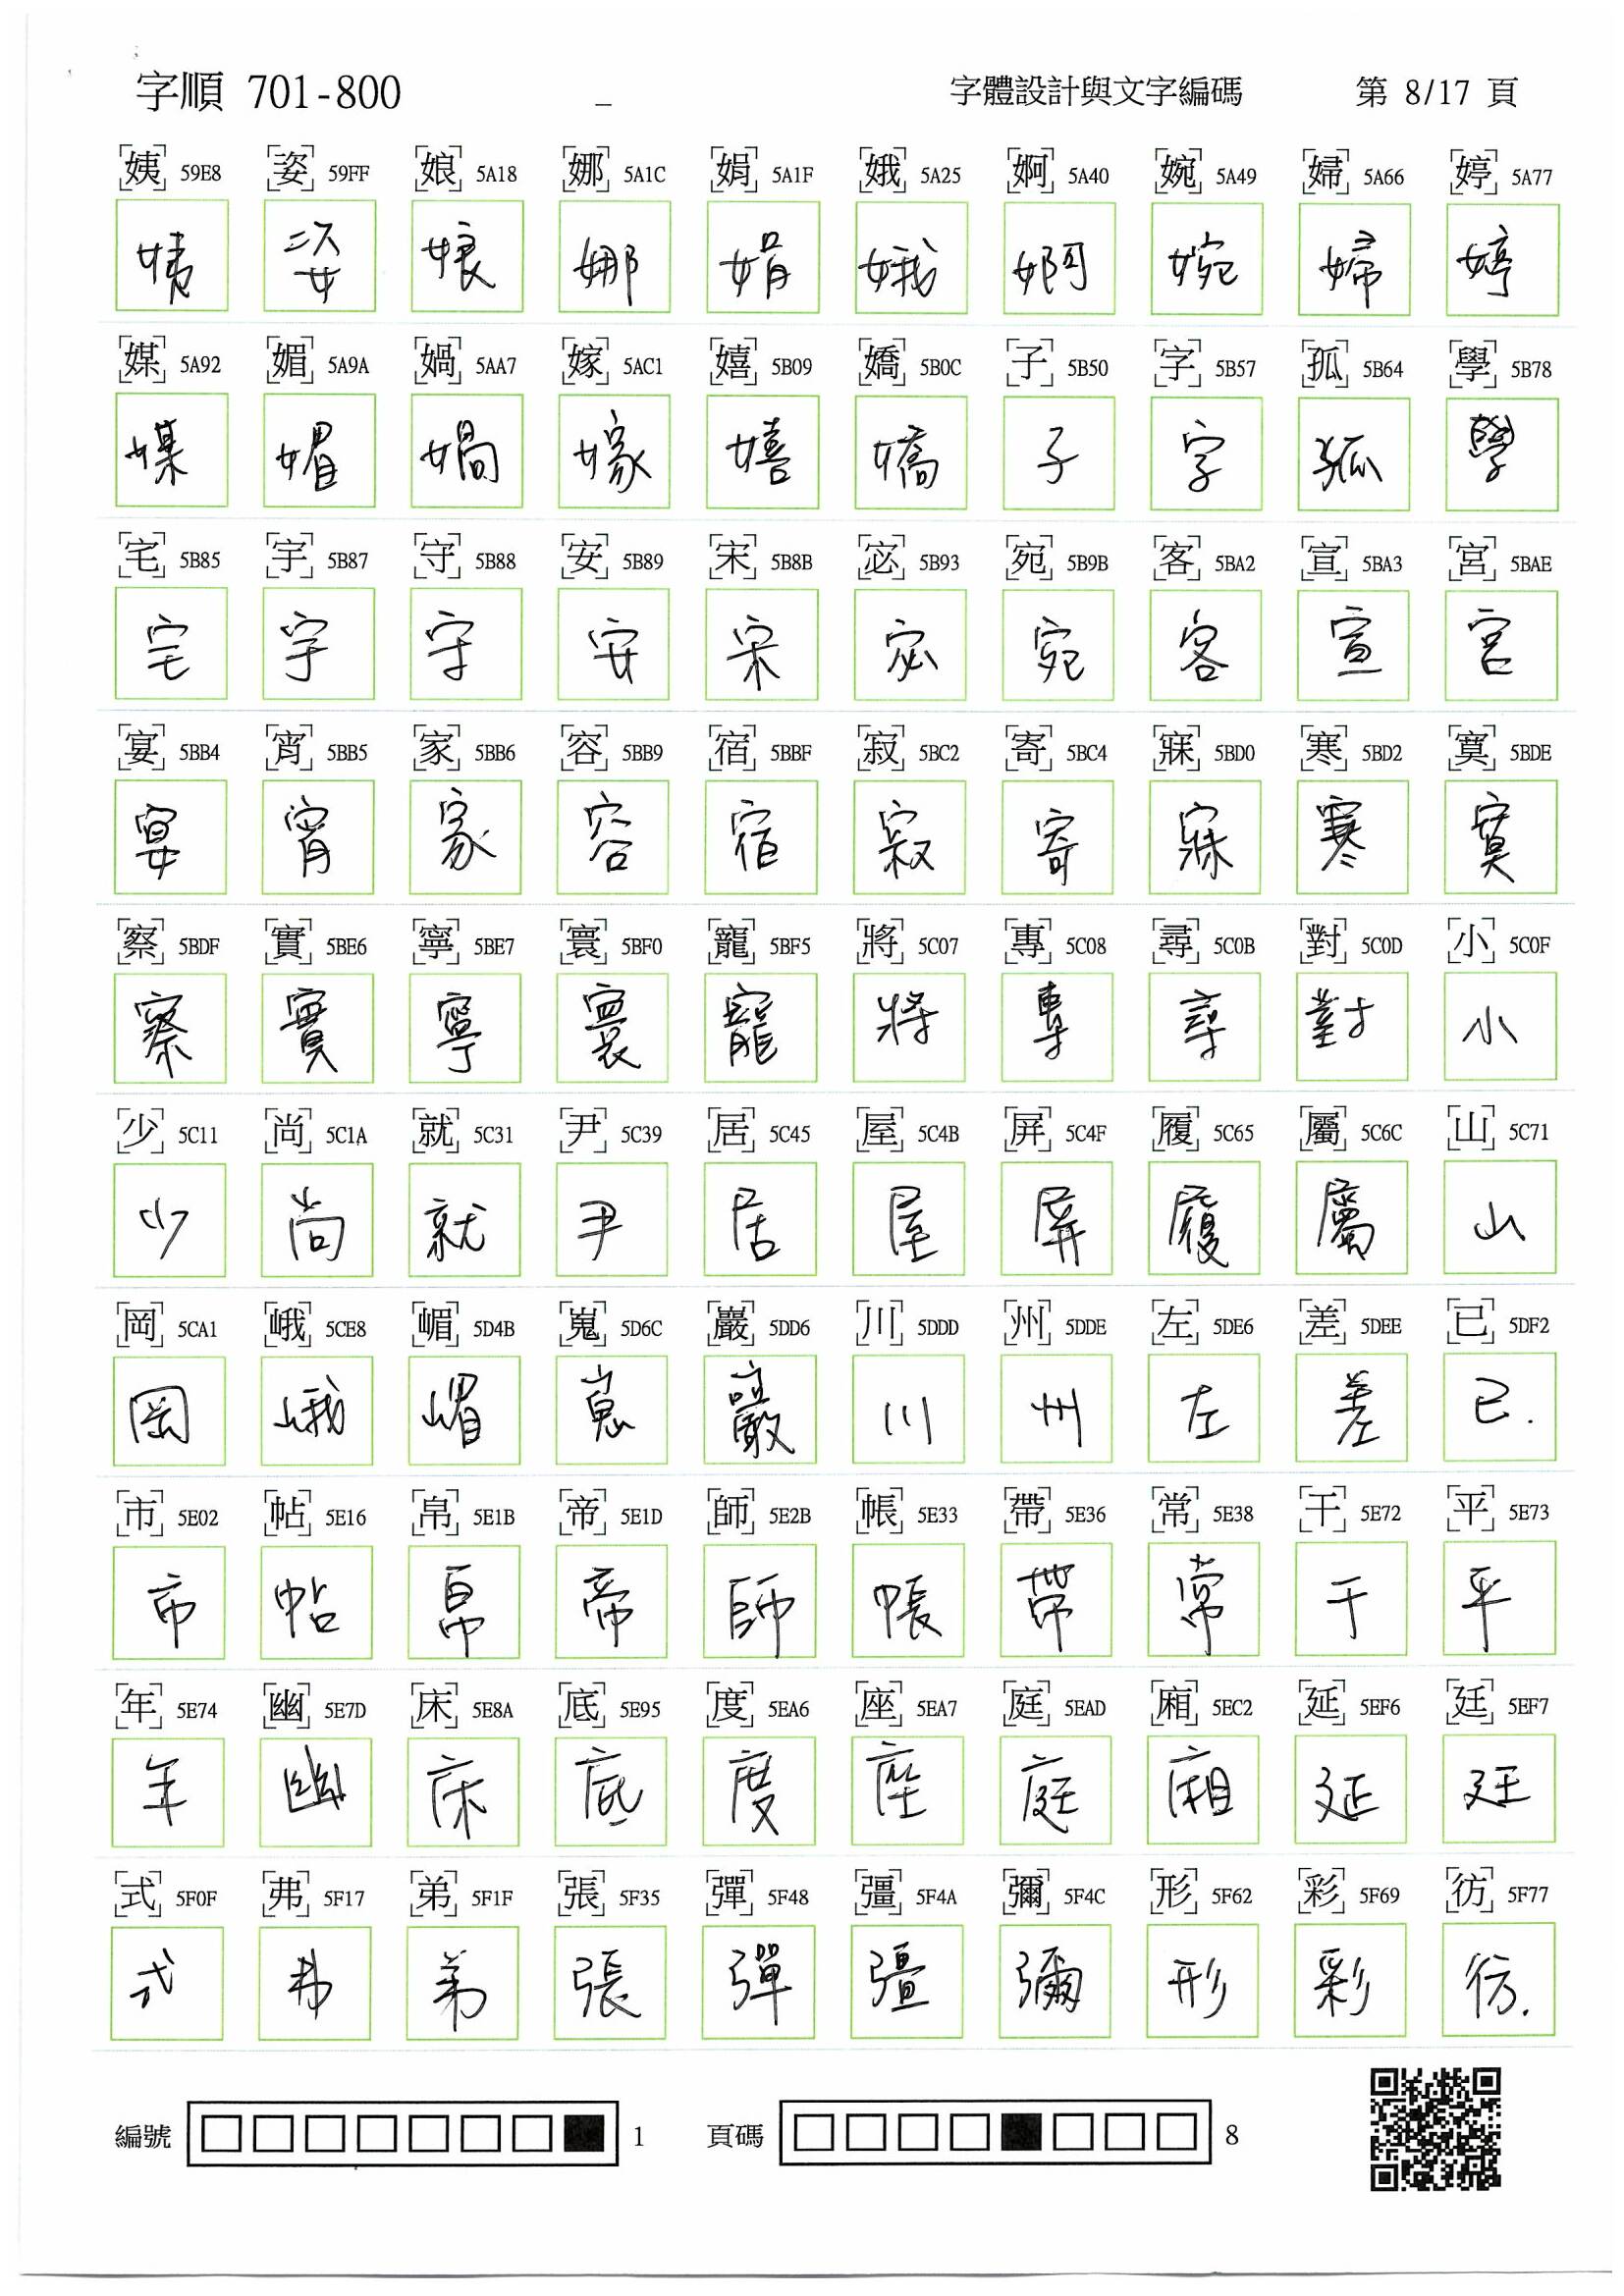 字順 701-800 _ 字體設計與文字編碼 第 8/17 頁
姨 59E8 姿 59FF 娘 5A18 娜 5A1C 娟 5A1F 娥 5A25 婀 5A40 婉 5A49 婦 5A66 婷 5A77
姨 姿 娘 娜 娟 娥 婀 婉 婦 婷
媒 5A92 媚 5A9A 媧 5AA7 嫁 5AC1 嬉 5B09 嬌 5B0C 子 5B50 字 5B57 孤 5B64 學 5B78
媒 媚 媧 嫁 嬉 嬌 子 字 孤 學
宅 5B85 宇 5B87 守 5B88 安 5B89 宋 5B8B 宓 5B93 宛 5B9B 客 5BA2 宣 5BA3 宮 5BAE
宅 宇 守 安 宋 宓 宛 客 宣 宮
宴 5BB4 宵 5BB5 家 5BB6 容 5BB9 宿 5BBF 寂 5BC2 寄 5BC4 寐 5BD0 寒 5BD2 寞 5BDE
宴 宵 家 容 宿 寂 寄 寐 寒 寞
察 5BDF 實 5BE6 寧 5BE7 寰 5BF0 寵 5BF5 將 5C07 專 5C08 尋 5C0B 對 5C0D 小 5C0F
察 實 寧 寰 寵 將 專 尋 對 小
少 5C11 尚 5C1A 就 5C31 尹 5C39 居 5C45 屋 5C4B 屏 5C4F 履 5C65 屬 5C6C 山 5C71
少 尚 就 尹 居 屋 屏 履 屬 山
岡 5CA1 峨 5CE8 嵋 5D4B 嵬 5D6C 巖 5DD6 川 5DDD 州 5DDE 左 5DE6 差 5DEE 已 5DF2
岡 峨 嵋 嵬 巖 川 州 左 差 已.
市 5E02 帖 5E16 帛 5E1B 帝 5E1D 師 5E2B 帳 5E33 帶 5E36 常 5E38 干 5E72 平 5E73
市 帖 帛 帝 師 帳 帶 常 干 平
年 5E74 幽 5E7D 床 5E8A 底 5E95 度 5EA6 座 5EA7 庭 5EAD 廂 5EC2 延 5EF6 廷 5EF7
年 幽 床 底 度 座 庭 廂 延 廷
式 5F0F 弗 5F17 弟 5F1F 張 5F35 彈 5F48 彊 5F4A 彌 5F4C 形 5F62 彩 5F69 彷 5F77
式 弗 弟 張 彈 彊 彌 形 彩 彷.
編號 1 頁碼 8